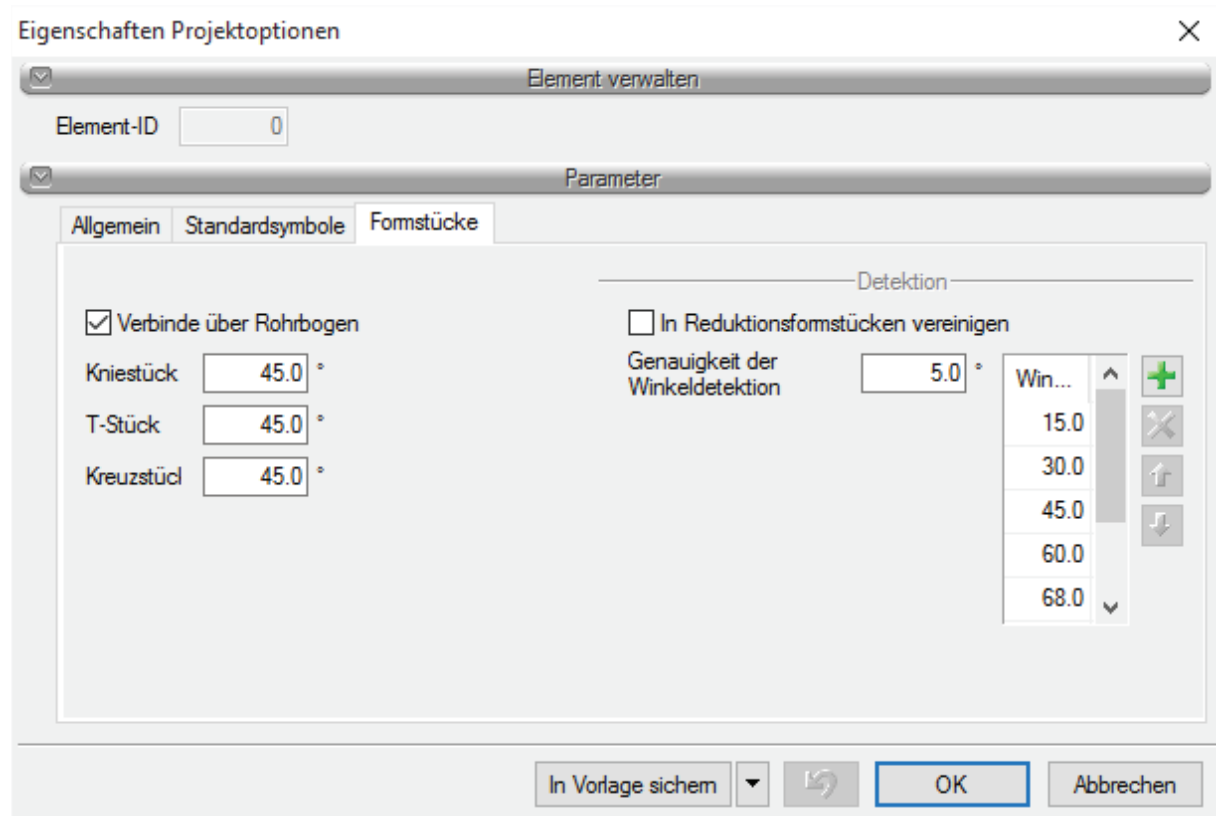 Eigenschaften Projektoptionen
Element verwalten
Element-ID 0
Parameter
Allgemein Standardsymbole Formstücke
Detektion
Verbinde über Rohrbogen
In Reduktionsformstücken vereinigen
Kniestück 45.0 °
Genauigkeit der
Winkeldetektion
5.0 °
Win...
T-Stück 45.0 °
15.0
Kreuzstücl 45.0 °
30.0
45.0
60.0
68.0
In Vorlage sichern
OK
Abbrechen